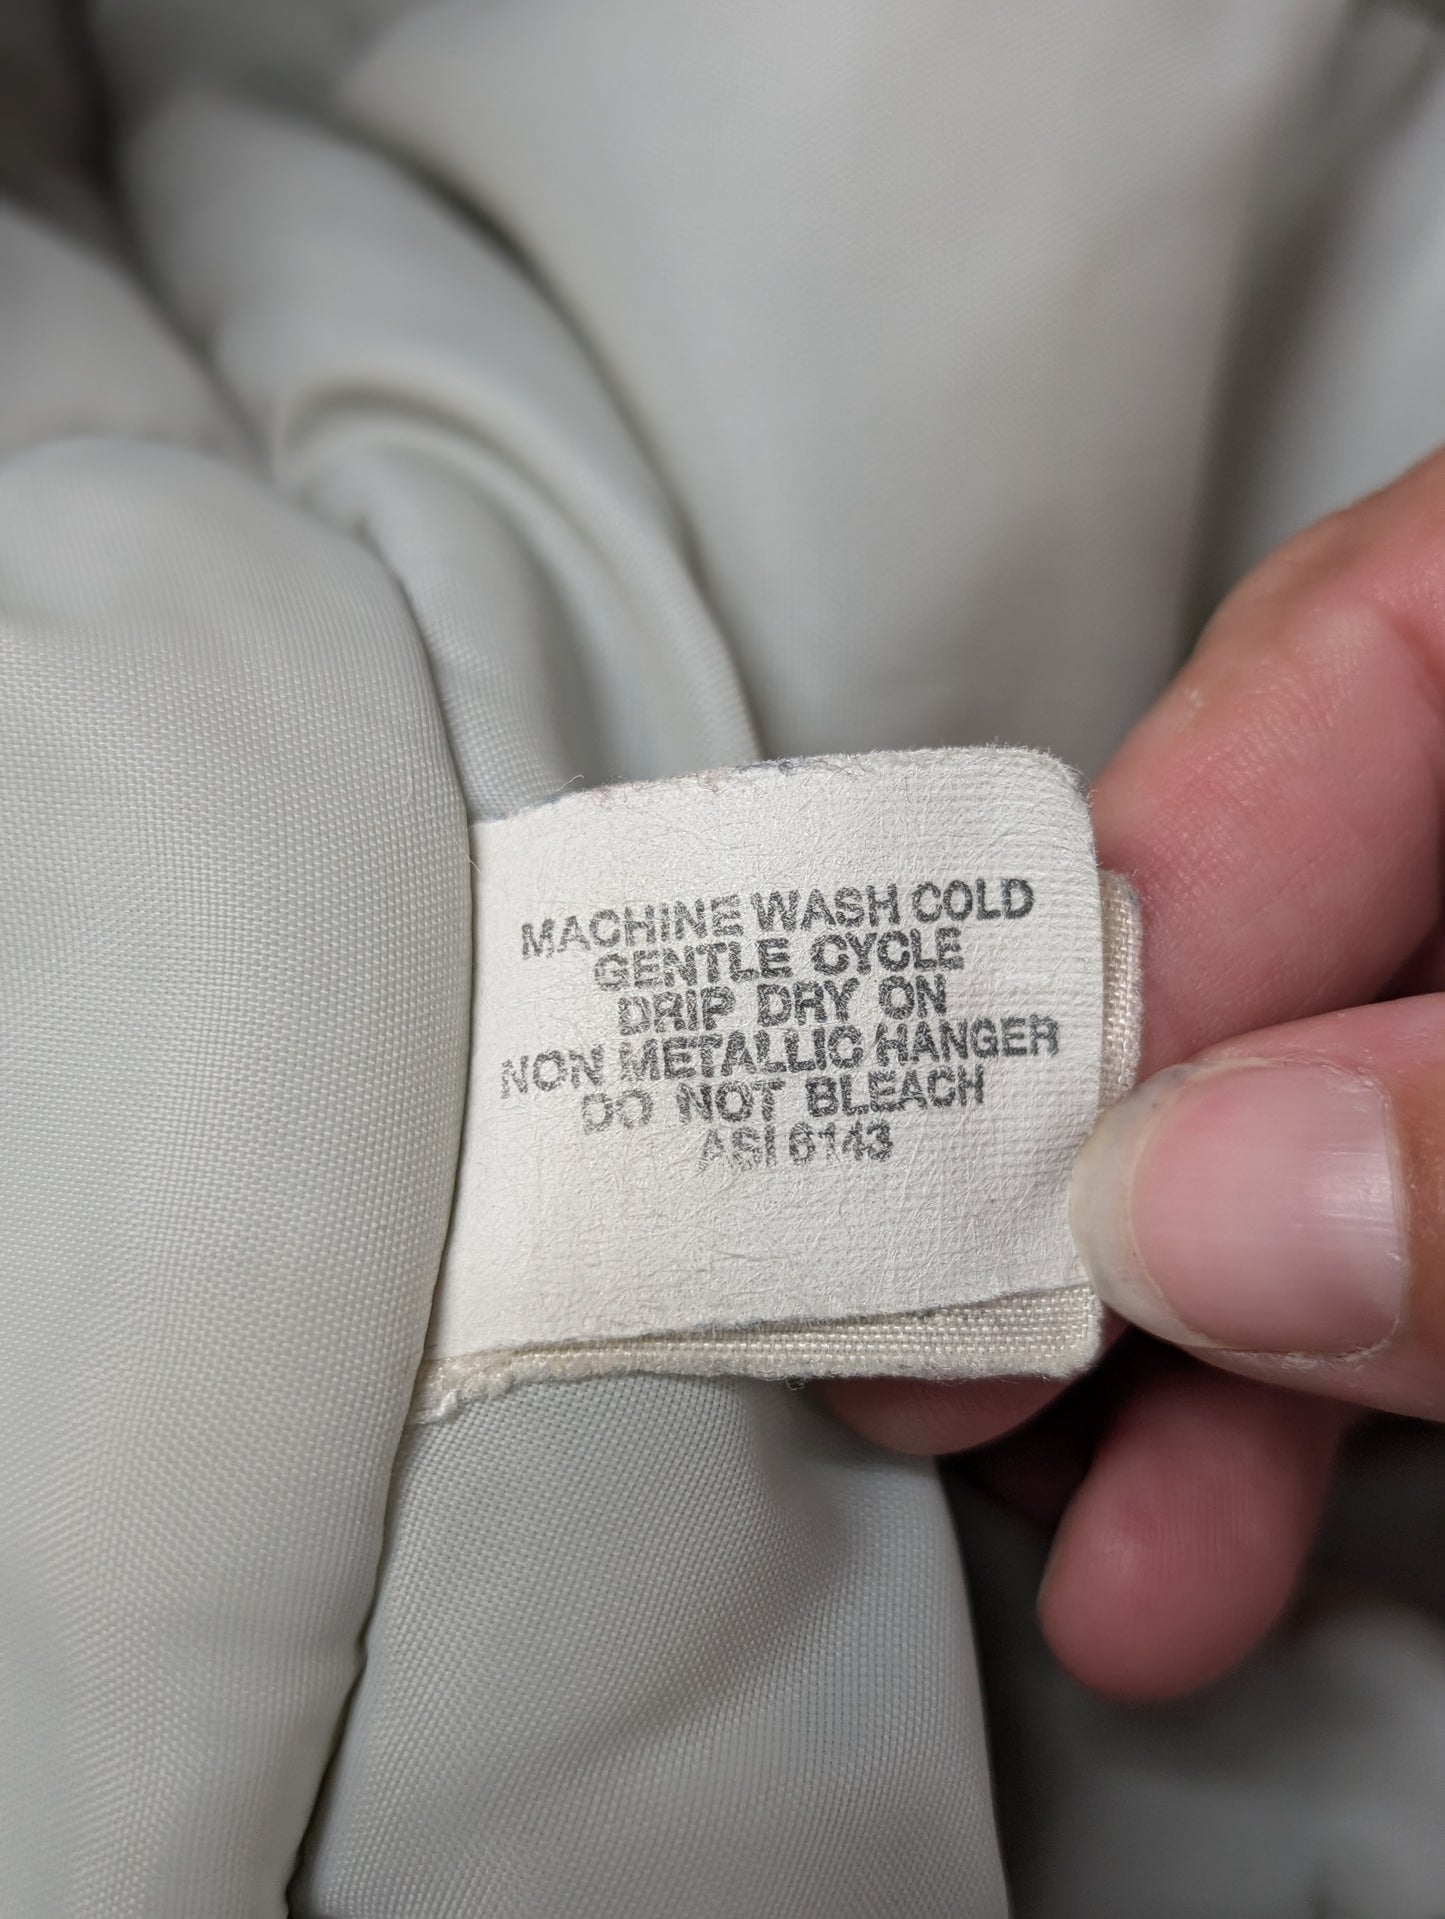 MACHINE WASH COLD
GENTLE CYCLE
DRIP DRY ON
NON METALLIC HANGER
DO NOT BLEACH
ASI 6143